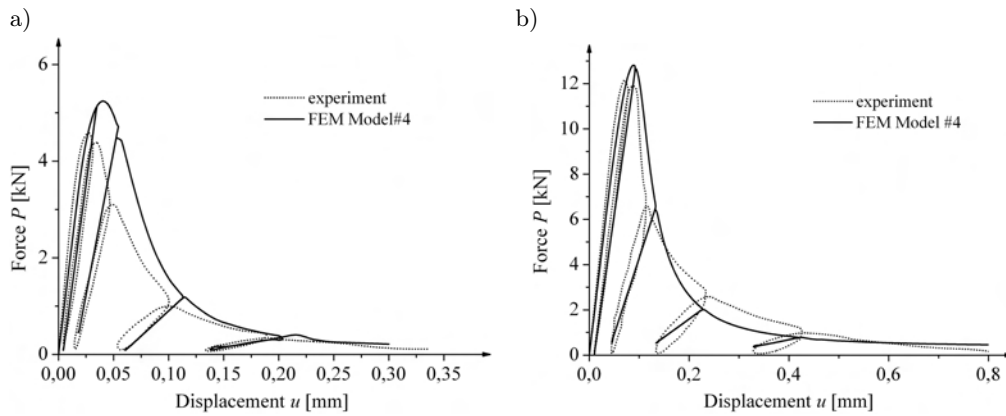 a)
6
4
2
0
Force P [kN]
experiment
FEM Model#4
0,00 0,05 0,10 0,15 0,20 0,25 0,30 0,35
Displacement u [mm]
b)
12
10
8
6
4
2
0
Force P [kN]
experiment
FEM Model #4
0,0 0,2 0,4 0,6 0,8
Displacement u [mm]